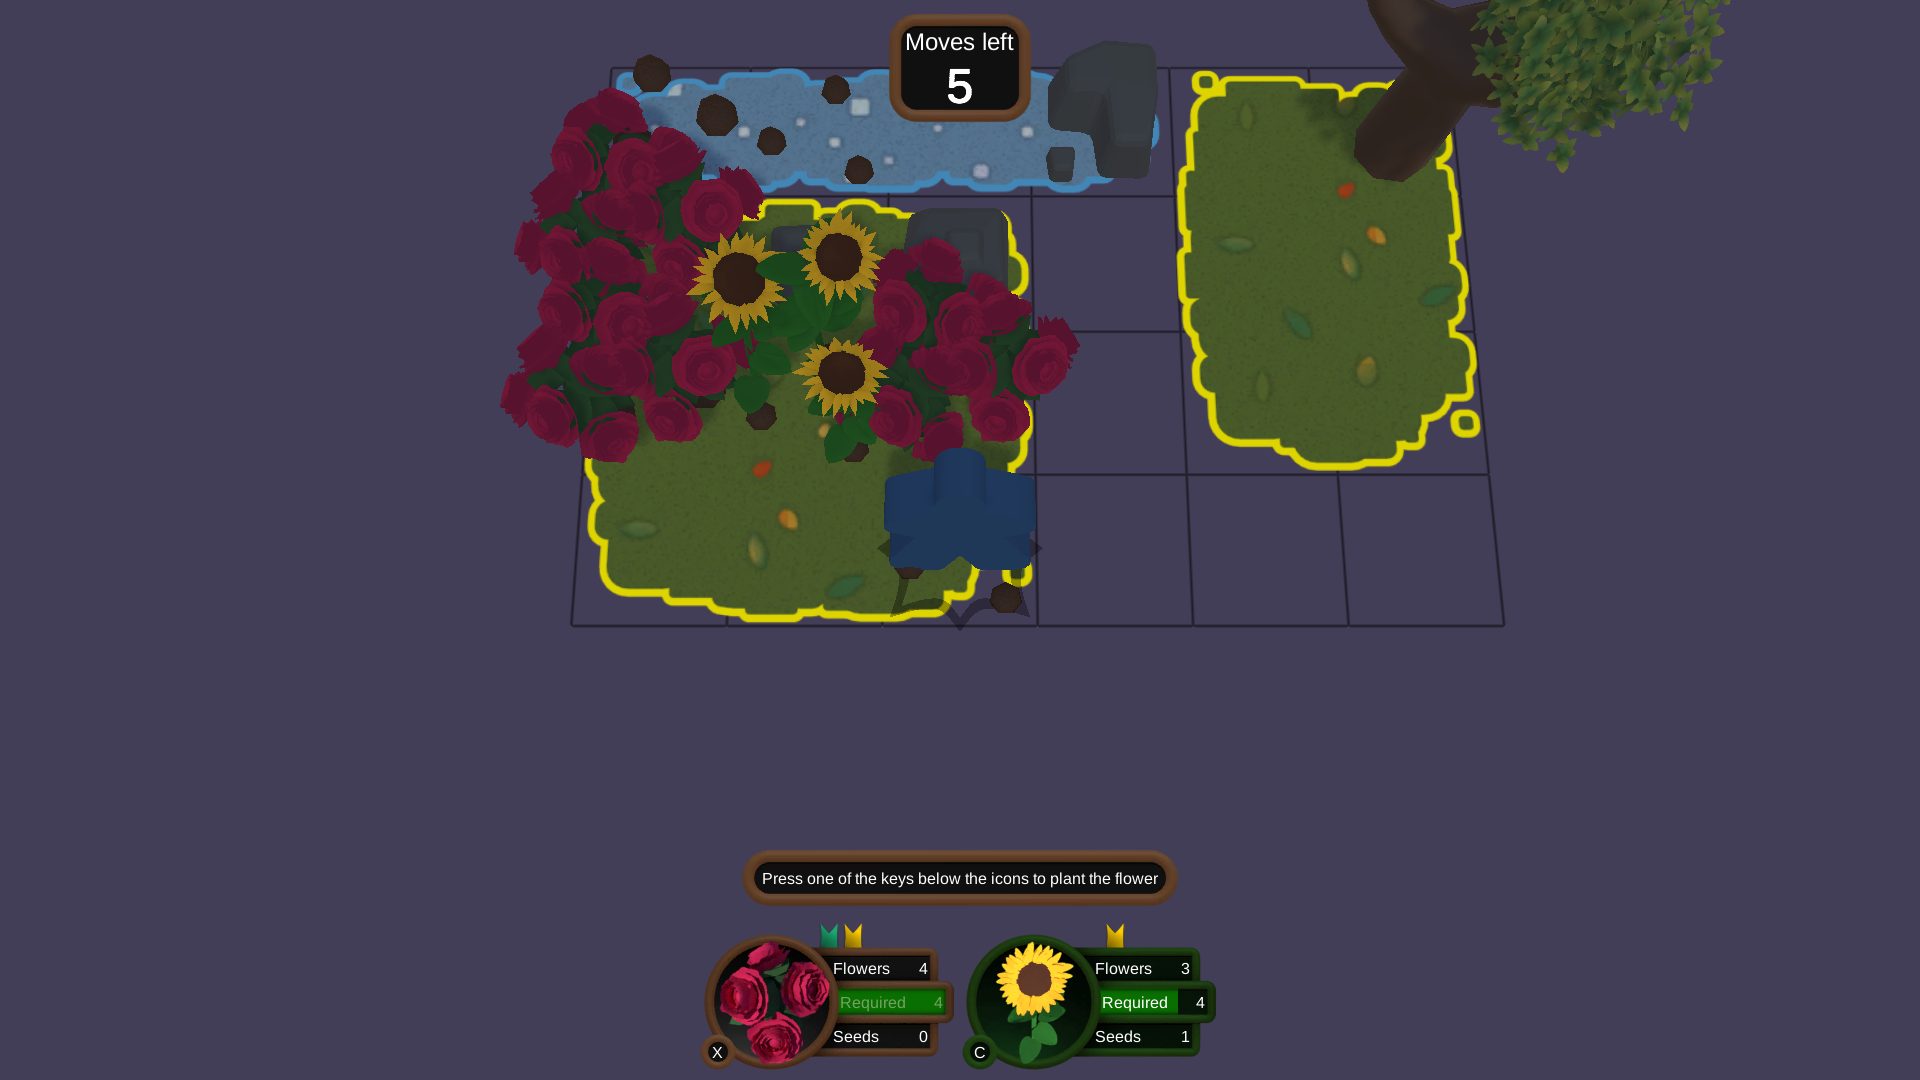 Moves left
5
Press one of the keys below the icons to plant the flower
Flowers 4
Required 4
Seeds 0
X
Flowers 3
Required 4
Seeds 1
C